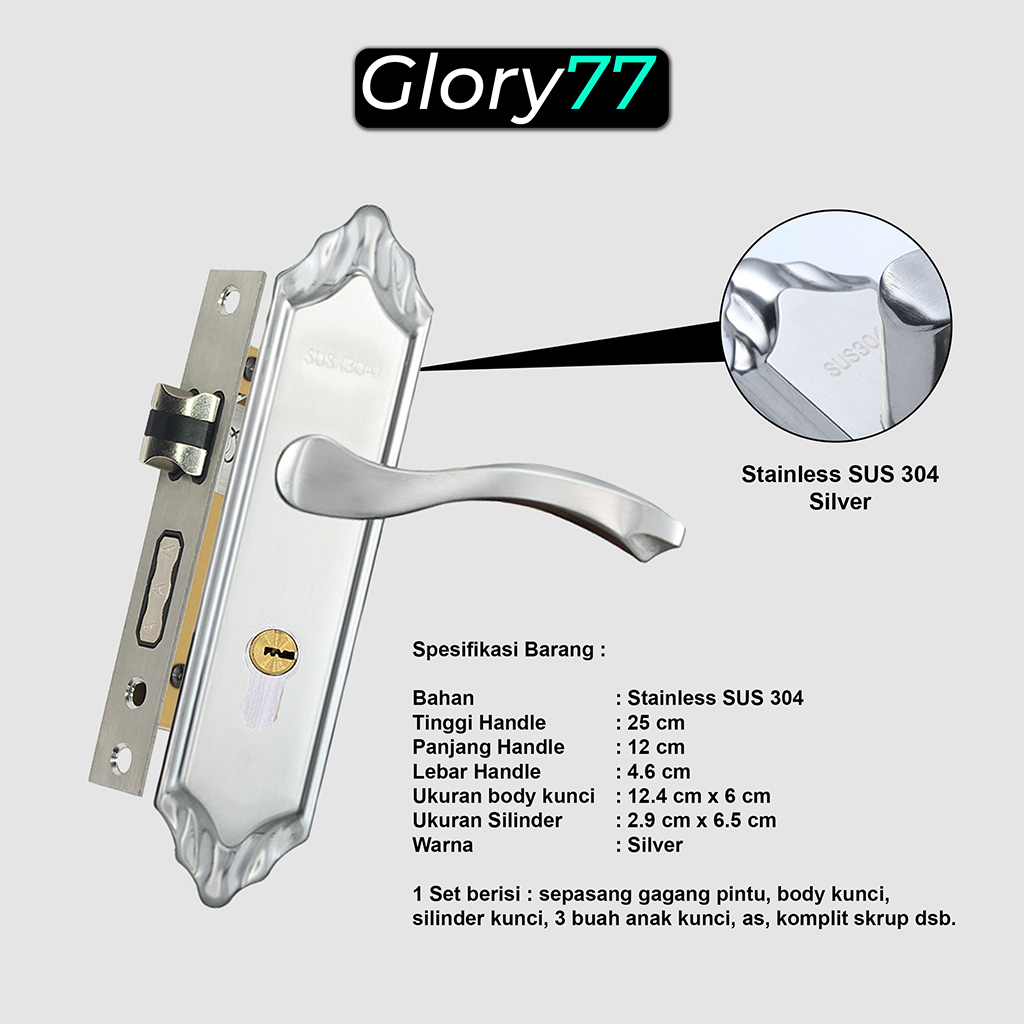 Glory77
SUS304
Stainless SUS 304
Silver
Spesifikasi Barang :
Bahan : Stainless SUS 304
Tinggi Handle : 25 cm
Panjang Handle : 12 cm
Lebar Handle : 4.6 cm
Ukuran body kunci : 12.4 cm x 6 cm
Ukuran Silinder : 2.9 cm x 6.5 cm
Warna : Silver
1 Set berisi : sepasang gagang pintu, body kunci,
silinder kunci, 3 buah anak kunci, as, komplit skrup dsb.